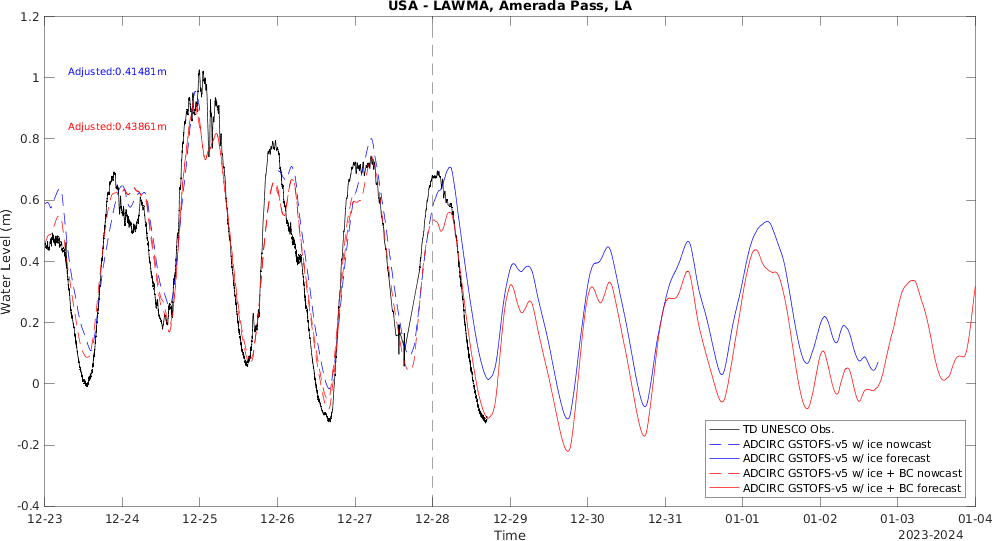 USA - LAWMA, Amerada Pass, LA
1.2
1
0.8
0.6
0.4
0.2
0
-0.2
-0.4
Water Level (m)
Adjusted:0.41481m
Adjusted:0.43861m
TD UNESCO Obs.
ADCIRC GSTOFS-v5 w/ ice nowcast
ADCIRC GSTOFS-v5 w/ ice forecast
ADCIRC GSTOFS-v5 w/ ice + BC nowcast
ADCIRC GSTOFS-v5 w/ ice + BC forecast
12-23 12-24 12-25 12-26 12-27 12-28 12-29 12-30 12-31 01-01 01-02 01-03 01-04
Time
2023-2024